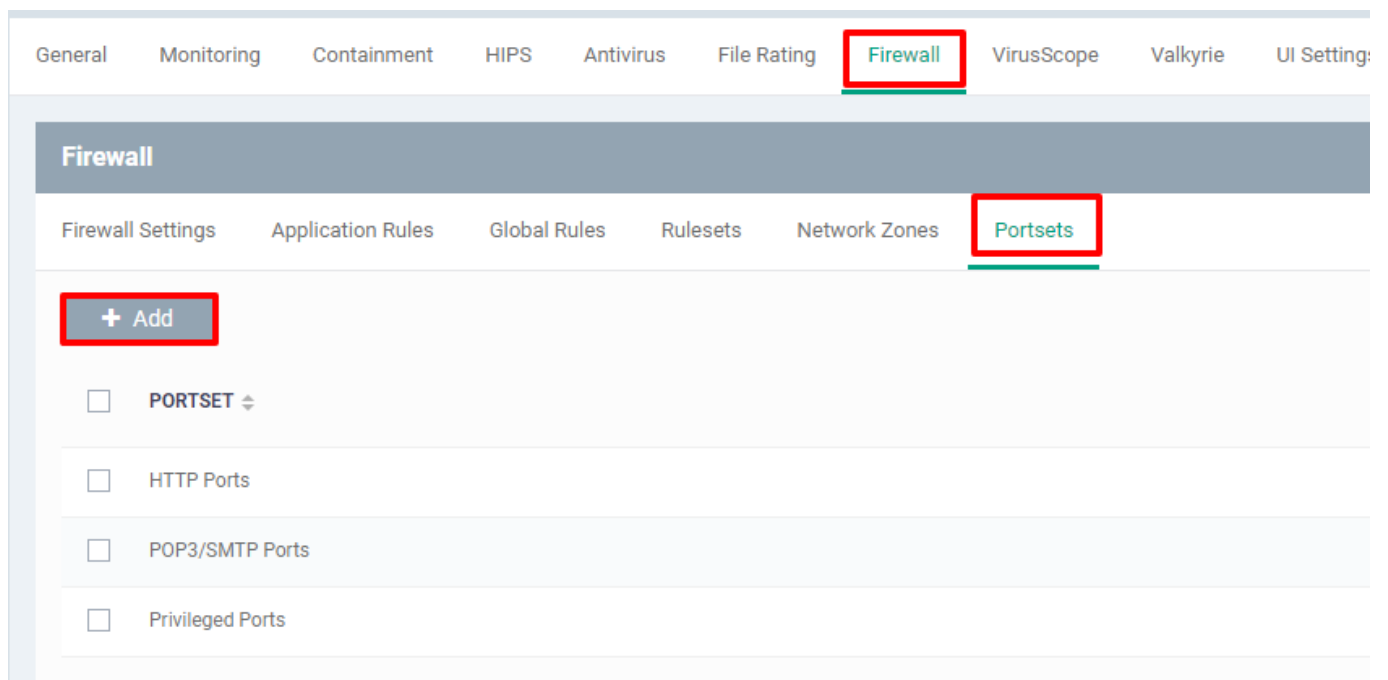 General Monitoring Containment HIPS Antivirus File Rating Firewall VirusScope Valkyrie UI Settings
Firewall
Firewall Settings Application Rules Global Rules Rulesets Network Zones Portsets
+ Add
PORTSET
HTTP Ports
POP3/SMTP Ports
Privileged Ports